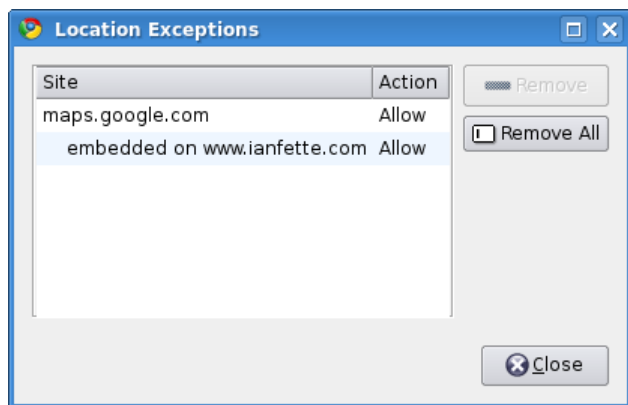 Location Exceptions
Site Action
Remove
maps.google.com Allow
Remove All
embedded on www.ianfette.com Allow
Close